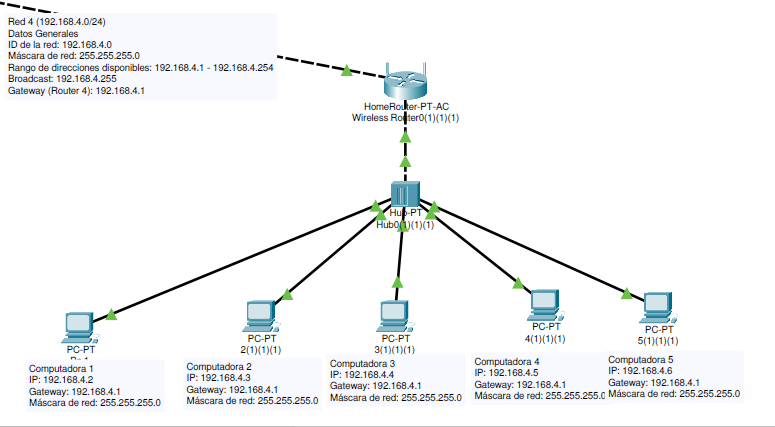 Red 4 (192.168.4.0/24)
Datos Generales
ID de la red: 192.168.4.0
Máscara de red: 255.255.255.0
Rango de direcciones disponibles: 192.168.4.1 - 192.168.4.254
Broadcast: 192.168.4.255
Gateway (Router 4): 192.168.4.1
HomeRouter-PT-AC
Wireless Router0(1)(1)(1)
Hub-PT
Hub0(1)(1)(1)
PC-PT
PC-PT
2(1)(1)(1)
PC-PT
3(1)(1)(1)
PC-PT
4(1)(1)(1)
PC-PT
5(1)(1)(1)
Computadora 1
IP: 192.168.4.2
Gateway: 192.168.4.1
Máscara de red: 255.255.255.0
Computadora 2
IP: 192.168.4.3
Gateway: 192.168.4.1
Máscara de red: 255.255.255.0
Computadora 3
IP: 192.168.4.4
Gateway: 192.168.4.1
Máscara de red: 255.255.255.0
Computadora 4
IP: 192.168.4.5
Gateway: 192.168.4.1
Máscara de red: 255.255.255.0
Computadora 5
IP: 192.168.4.6
Gateway: 192.168.4.1
Máscara de red: 255.255.255.0